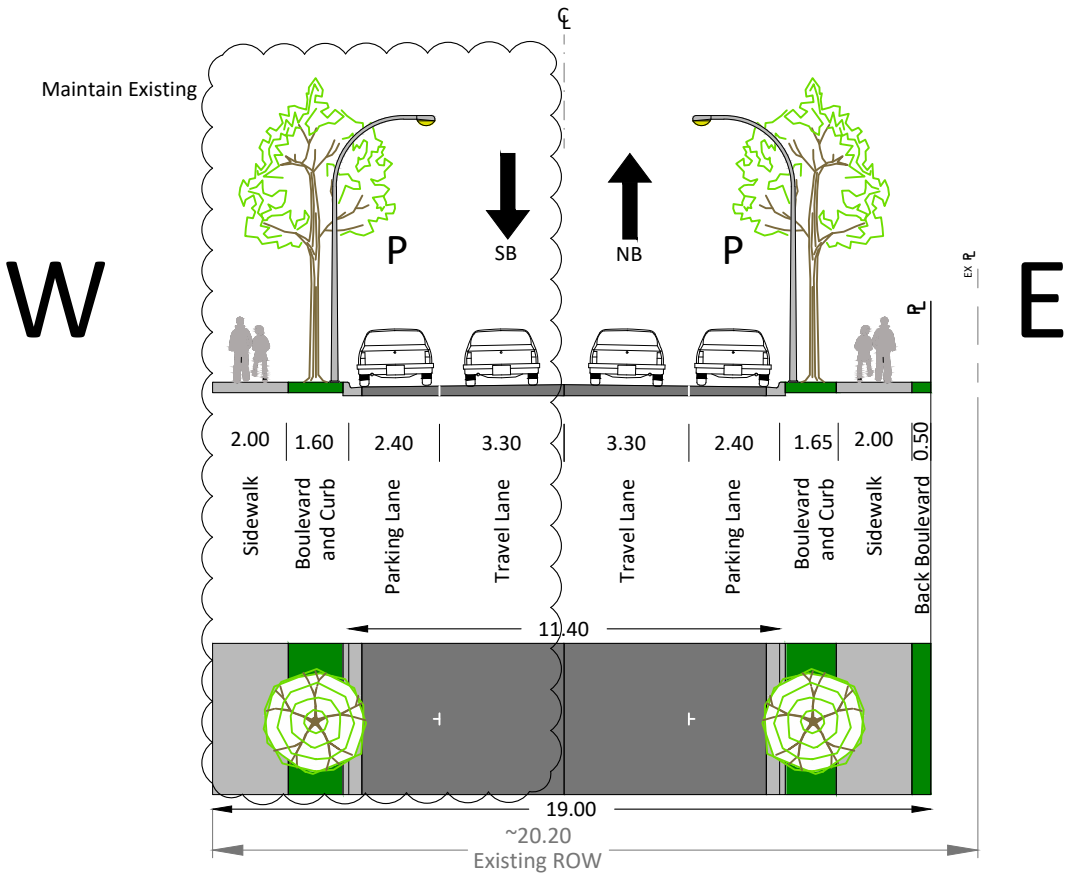 ℄
Maintain Existing
P
SB
NB
P
W
E
EX ⅊
⅊
2.00
1.60
2.40
3.30
3.30
2.40
1.65
2.00
0.50
Sidewalk
Boulevard
and Curb
Parking Lane
Travel Lane
Travel Lane
Parking Lane
Boulevard
and Curb
Sidewalk
Back Boulevard
11.40
19.00
~20.20
Existing ROW